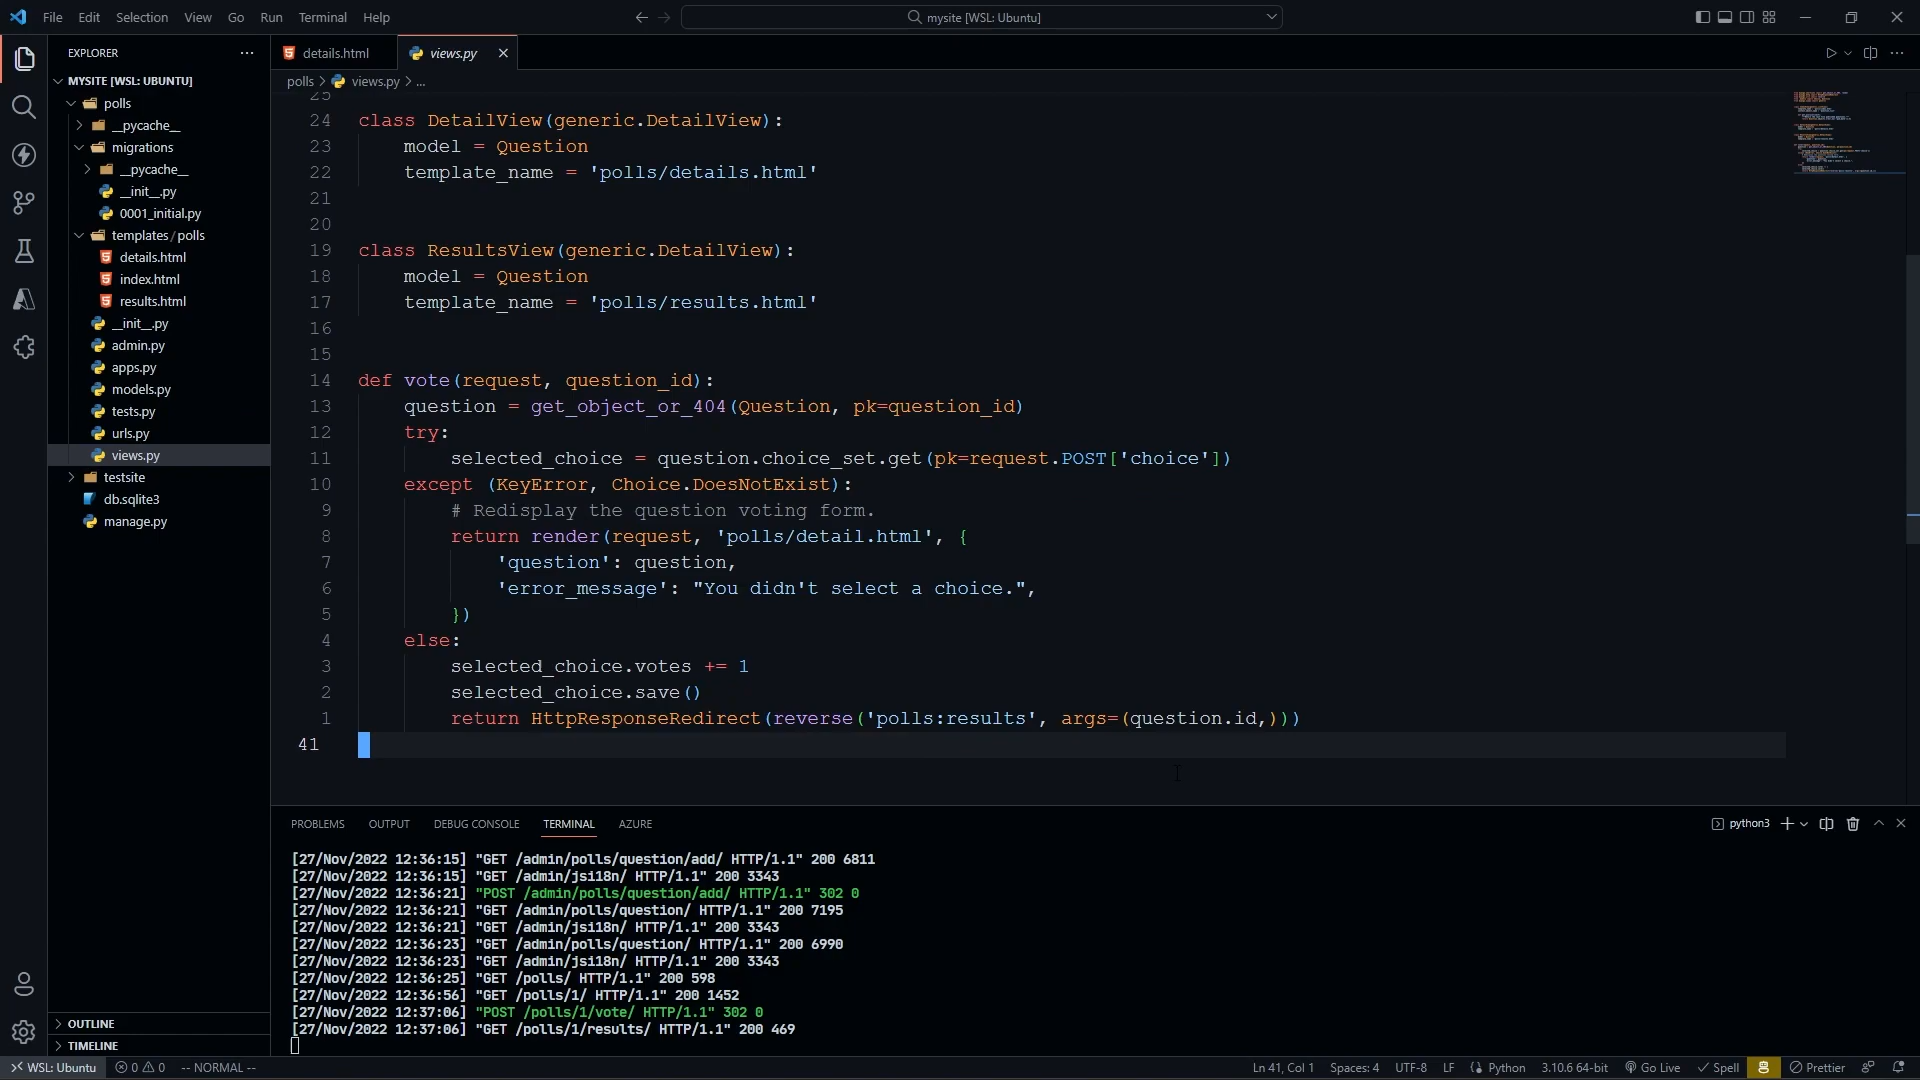 File Edit Selection View Go Run Terminal Help
mysite [WSL: Ubuntu]
EXPLORER
MYSITE [WSL: UBUNTU]
polls
__pycache__
migrations
__pycache__
__init__.py
0001_initial.py
templates/polls
details.html
index.html
results.html
__init__.py
admin.py
apps.py
models.py
tests.py
urls.py
views.py
testsite
db.sqlite3
manage.py
OUTLINE
TIMELINE
details.html views.py
polls > views.py > ...
25
24 class DetailView(generic.DetailView):
23 model = Question
22 template_name = 'polls/details.html'
21
20
19 class ResultsView(generic.DetailView):
18 model = Question
17 template_name = 'polls/results.html'
16
15
14 def vote(request, question_id):
13 question = get_object_or_404(Question, pk=question_id)
12 try:
11 selected_choice = question.choice_set.get(pk=request.POST['choice'])
10 except (KeyError, Choice.DoesNotExist):
9 # Redisplay the question voting form.
8 return render(request, 'polls/detail.html', {
7 'question': question,
6 'error_message': "You didn't select a choice.",
5 })
4 else:
3 selected_choice.votes += 1
2 selected_choice.save()
1 return HttpResponseRedirect(reverse('polls:results', args=(question.id,)))
41
PROBLEMS OUTPUT DEBUG CONSOLE TERMINAL AZURE
python3
[27/Nov/2022 12:36:15] "GET /admin/polls/question/add/ HTTP/1.1" 200 6811
[27/Nov/2022 12:36:15] "GET /admin/jsi18n/ HTTP/1.1" 200 3343
[27/Nov/2022 12:36:21] "POST /admin/polls/question/add/ HTTP/1.1" 302 0
[27/Nov/2022 12:36:21] "GET /admin/polls/question/ HTTP/1.1" 200 7195
[27/Nov/2022 12:36:21] "GET /admin/jsi18n/ HTTP/1.1" 200 3343
[27/Nov/2022 12:36:23] "GET /admin/polls/question/ HTTP/1.1" 200 6990
[27/Nov/2022 12:36:23] "GET /admin/jsi18n/ HTTP/1.1" 200 3343
[27/Nov/2022 12:36:25] "GET /polls/ HTTP/1.1" 200 598
[27/Nov/2022 12:36:56] "GET /polls/1/ HTTP/1.1" 200 1452
[27/Nov/2022 12:37:06] "POST /polls/1/vote/ HTTP/1.1" 302 0
[27/Nov/2022 12:37:06] "GET /polls/1/results/ HTTP/1.1" 200 469
WSL: Ubuntu 0 0 -- NORMAL -- Ln 41, Col 1 Spaces: 4 UTF-8 LF Python 3.10.6 64-bit Go Live Spell Prettier